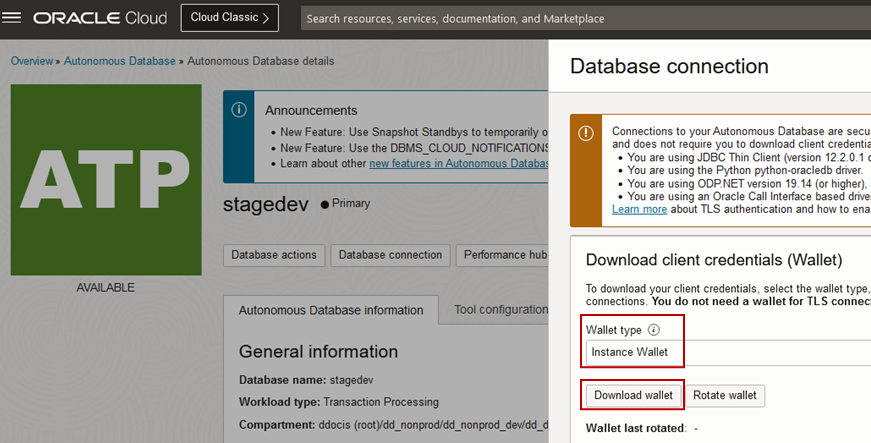 ORACLE Cloud
Cloud Classic >
Search resources, services, documentation, and Marketplace
Overview » Autonomous Database » Autonomous Database details
ATP
AVAILABLE
Announcements
• New Feature: Use Snapshot Standbys to temporarily o
• New Feature: Use the DBMS_CLOUD_NOTIFICATIONS
• Learn about other new features in Autonomous Databas
stagedev ● Primary
Database actions
Database connection
Performance hub
Autonomous Database information
Tool configuration
General information
Database name: stagedev
Workload type: Transaction Processing
Compartment: ddocis (root)/dd_nonprod/dd_nonprod_dev/dd_d
Database connection
Connections to your Autonomous Database are secu
and does not require you to download client credentia
• You are using JDBC Thin Client (version 12.2.0.1 o
• You are using the Python python-oracledb driver.
• You are using ODP.NET version 19.14 (or higher),
• You are using an Oracle Call Interface based drive
Learn more about TLS authentication and how to ena
Download client credentials (Wallet)
To download your client credentials, select the wallet type,
connections. You do not need a wallet for TLS connect
Wallet type
Instance Wallet
Download wallet
Rotate wallet
Wallet last rotated: -